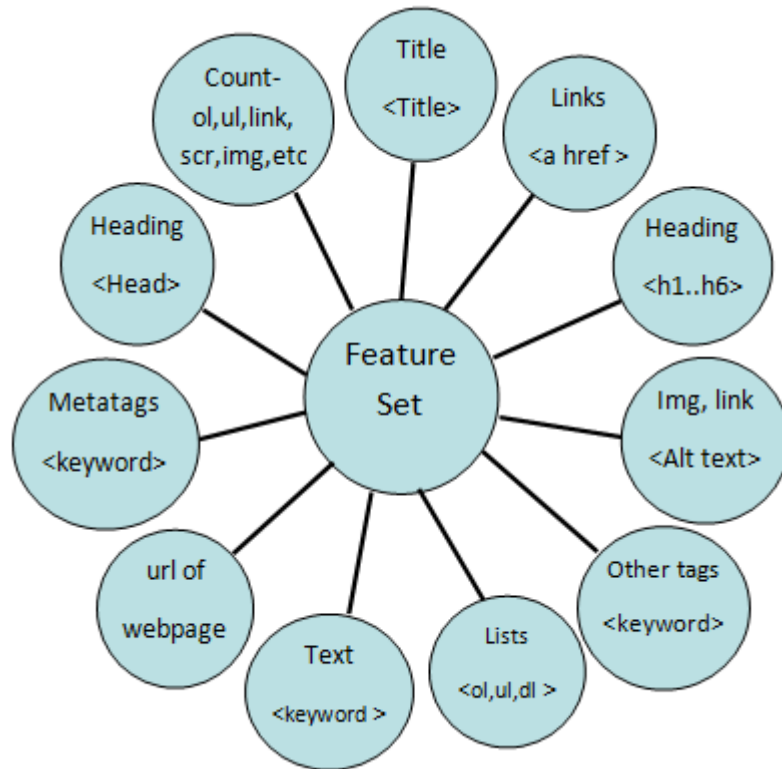 Title
<Title>
Links
<a href >
Heading
<h1..h6>
Img, link
<Alt text>
Other tags
<keyword>
Lists
<ol,ul,dl >
Text
<keyword >
url of
webpage
Metatags
<keyword>
Heading
<Head>
Count-
ol,ul,link,
scr,img,etc
Feature
Set